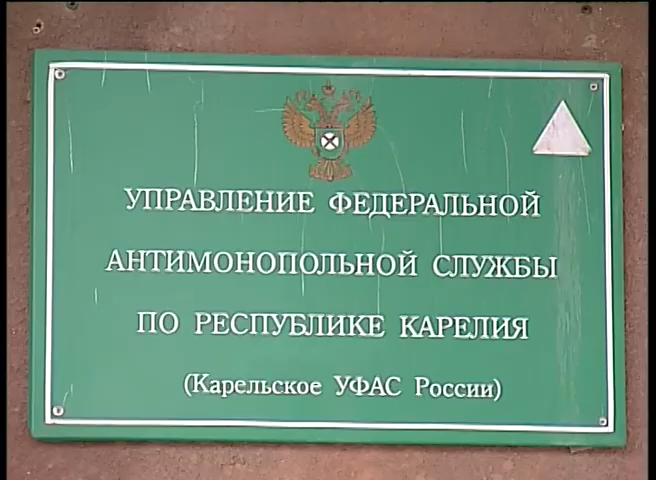 УПРАВЛЕНИЕ ФЕДЕРАЛЬНОЙ
АНТИМОНОПОЛЬНОЙ СЛУЖБЫ
ПО РЕСПУБЛИКЕ КАРЕЛИЯ
(Карельское УФАС России)